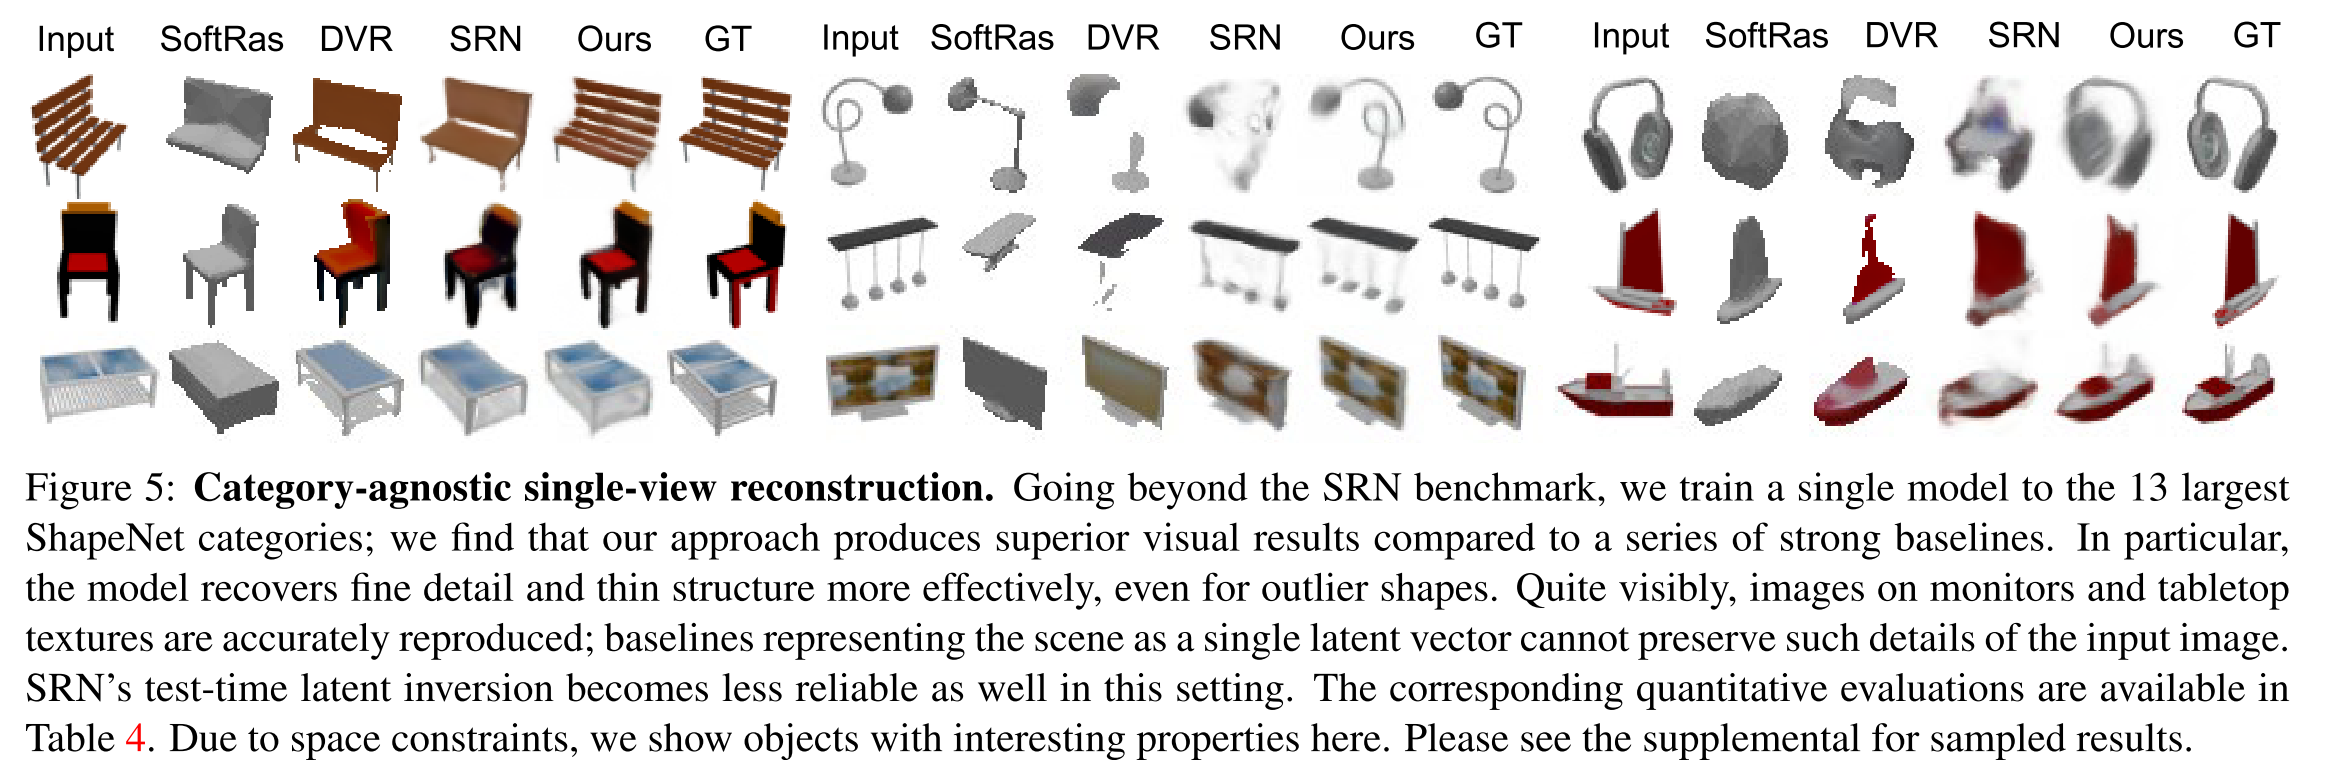 Input SoftRas DVR SRN Ours GT Input SoftRas DVR SRN Ours GT Input SoftRas DVR SRN Ours GT
Figure 5: Category-agnostic single-view reconstruction. Going beyond the SRN benchmark, we train a single model to the 13 largest
ShapeNet categories; we find that our approach produces superior visual results compared to a series of strong baselines. In particular,
the model recovers fine detail and thin structure more effectively, even for outlier shapes. Quite visibly, images on monitors and tabletop
textures are accurately reproduced; baselines representing the scene as a single latent vector cannot preserve such details of the input image.
SRN's test-time latent inversion becomes less reliable as well in this setting. The corresponding quantitative evaluations are available in
Table 4. Due to space constraints, we show objects with interesting properties here. Please see the supplemental for sampled results.